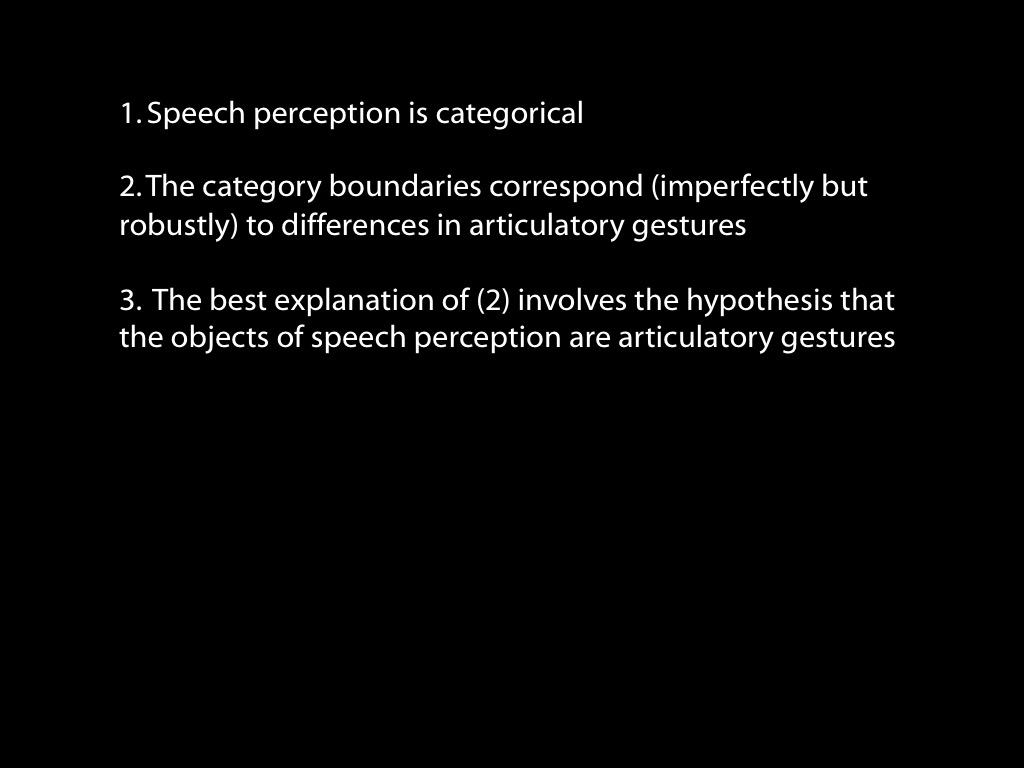 1. Speech perception is categorical
2. The category boundaries correspond (imperfectly but
robustly) to differences in articulatory gestures
3. The best explanation of (2) involves the hypothesis that
the objects of speech perception are articulatory gestures